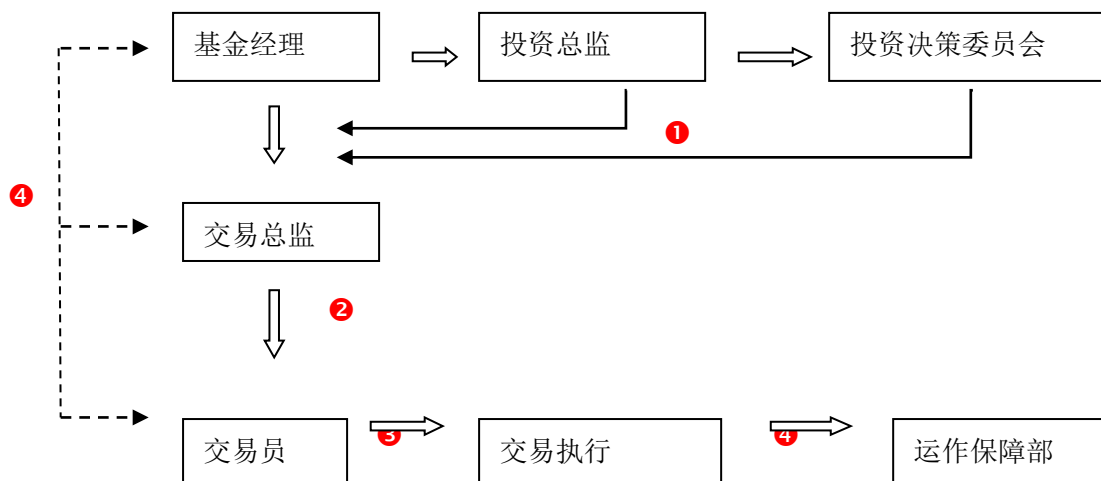 基金经理
投资总监
投资决策委员会
❶
❹
交易总监
❷
交易员
❸
交易执行
❹
运作保障部